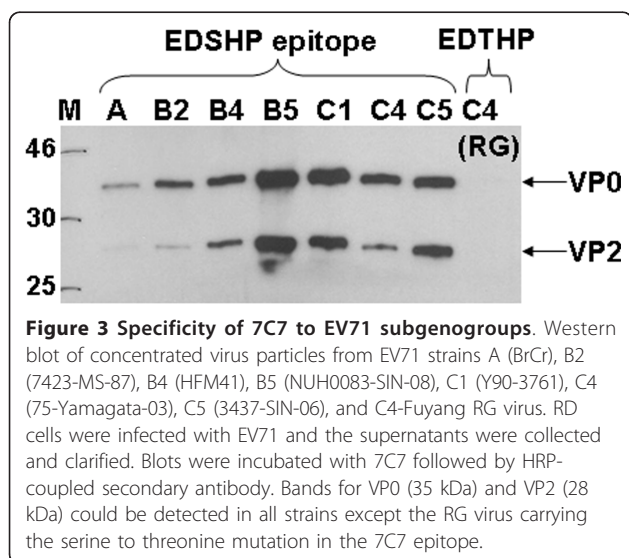 EDSHP epitope EDTHP
M A B2 B4 B5 C1 C4 C5 C4
(RG)
46
VP0
30
VP2
25
Figure 3 Specificity of 7C7 to EV71 subgenogroups. Western
blot of concentrated virus particles from EV71 strains A (BrCr), B2
(7423-MS-87), B4 (HFM41), B5 (NUH0083-SIN-08), C1 (Y90-3761), C4
(75-Yamagata-03), C5 (3437-SIN-06), and C4-Fuyang RG virus. RD
cells were infected with EV71 and the supernatants were collected
and clarified. Blots were incubated with 7C7 followed by HRP-
coupled secondary antibody. Bands for VP0 (35 kDa) and VP2 (28
kDa) could be detected in all strains except the RG virus carrying
the serine to threonine mutation in the 7C7 epitope.